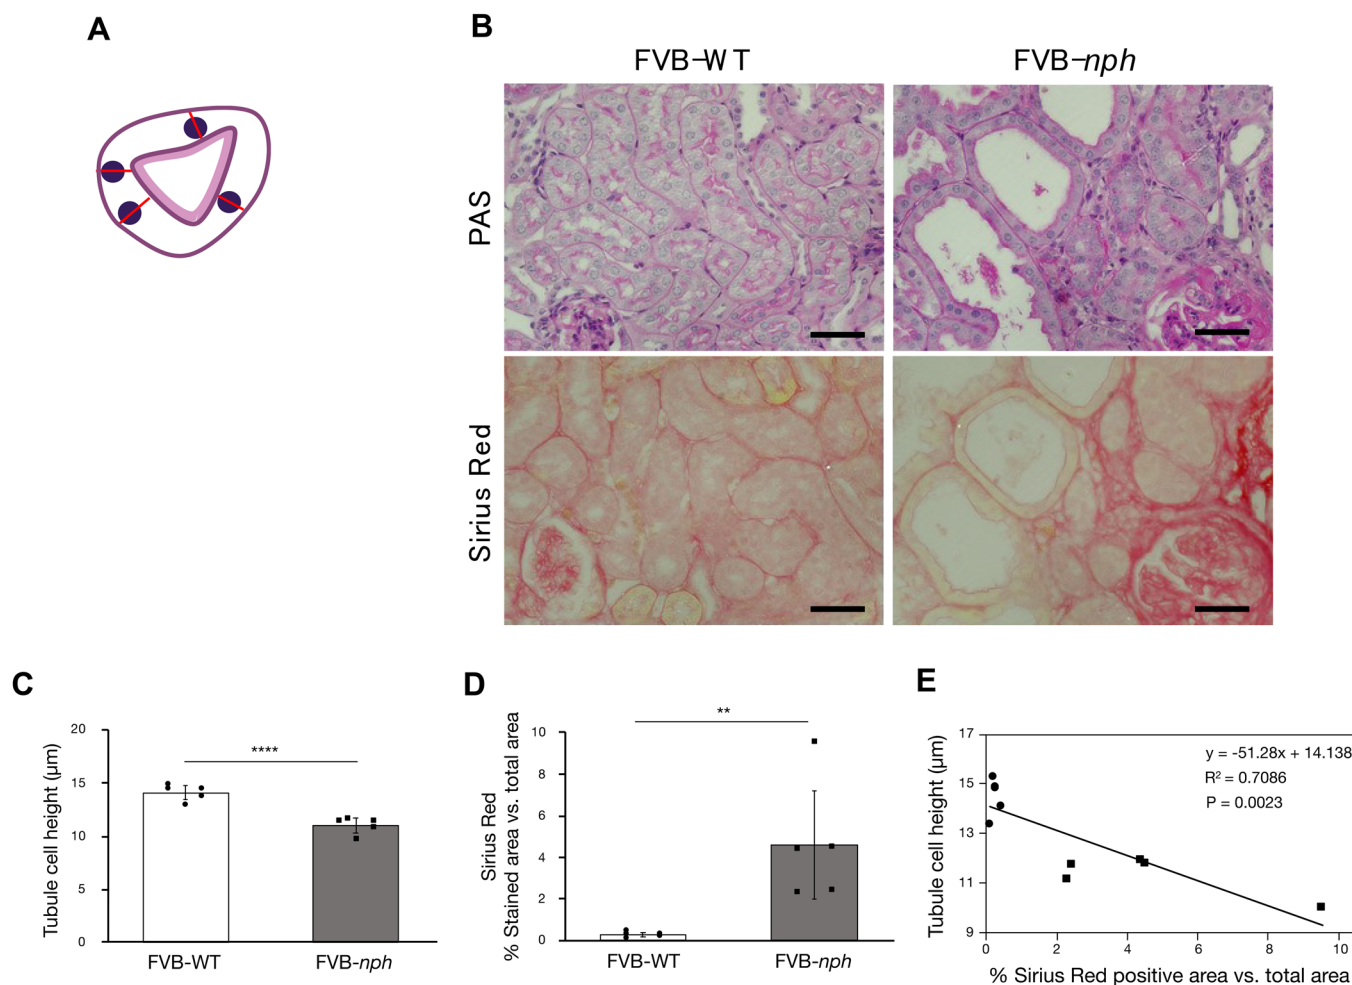 A
B
FVB-WT
FVB-nph
PAS
Sirius Red
C
Tubule cell height (µm)
20
15
10
5
0
****
FVB-WT
FVB-nph
D
Sirius Red
% Stained area vs. total area
10
8
6
4
2
0
**
FVB-WT
FVB-nph
E
Tubule cell height (µm)
17
15
13
11
9
y = -51.28x + 14.138
R² = 0.7086
P = 0.0023
0 2 4 6 8 10
% Sirius Red positive area vs. total area